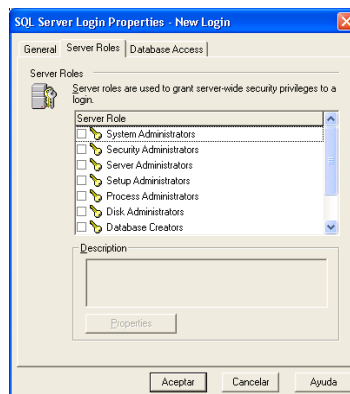 SQL Server Login Properties - New Login
General Server Roles Database Access
Server Roles
Server roles are used to grant server-wide security privileges to a
login.
Server Role
System Administrators
Security Administrators
Server Administrators
Setup Administrators
Process Administrators
Disk Administrators
Database Creators
Description
Properties
Aceptar Cancelar Ayuda